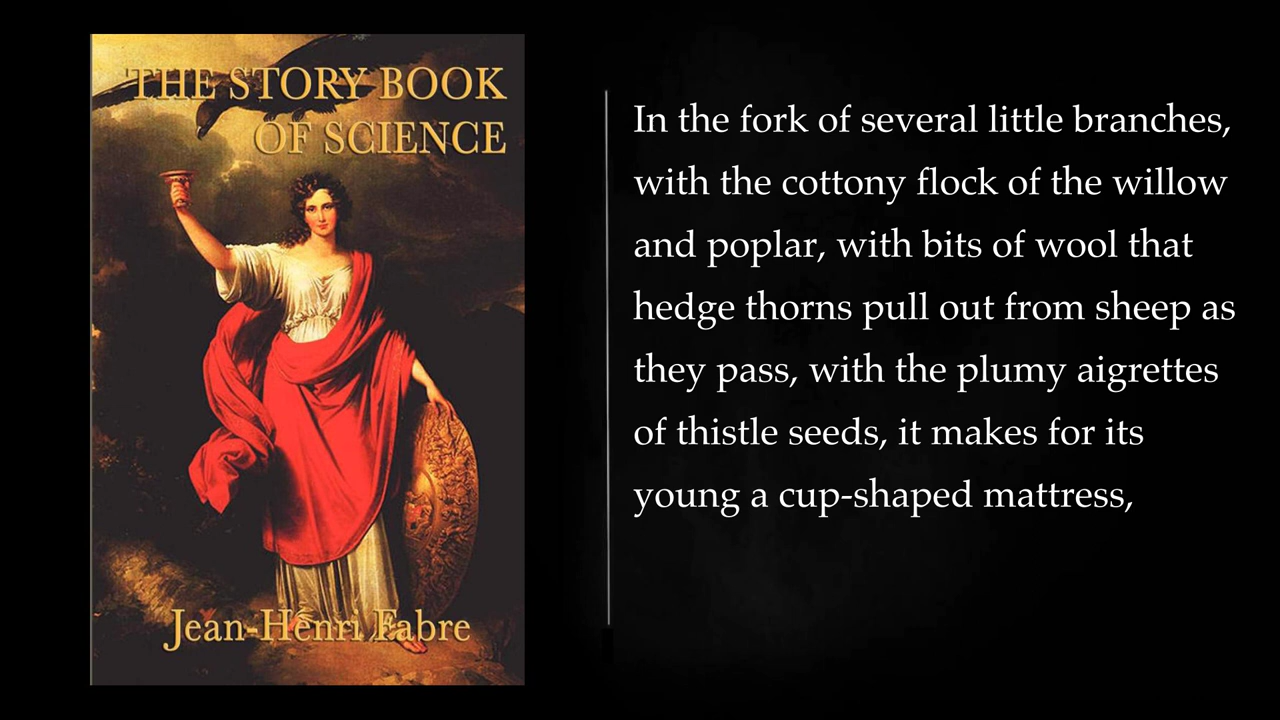 THE STORY BOOK
OF SCIENCE
Jean-Henri Fabre
In the fork of several little branches,
with the cottony flock of the willow
and poplar, with bits of wool that
hedge thorns pull out from sheep as
they pass, with the plumy aigrettes
of thistle seeds, it makes for its
young a cup-shaped mattress,